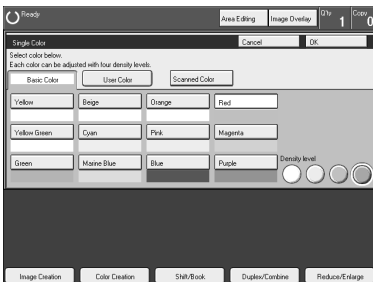 Ready Area Editing Image Overlay Q'ty 1 Copy 0
Single Color Cancel OK
Select color below.
Each color can be adjusted with four density levels.
Basic Color User Color Scanned Color
Yellow Beige Orange Red
Yellow Green Cyan Pink Magenta
Green Marine Blue Blue Purple Density level
Image Creation Color Creation Shift/Book Duplex/Combine Reduce/Enlarge